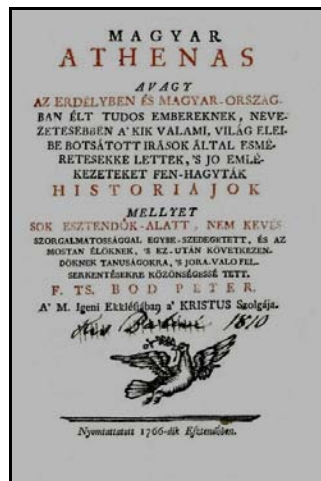 MAGYAR
ATHENAS
AVAGY
AZ ERDÉLYBEN ÉS MAGYAR-ORSZÁG-
BAN ÉLT TUDOS EMBEREKNEK, NEVE-
ZETESEBBEN A' KIK VALAMI, VILÁG ELEI-
BE BOTSÁTOTT IRÁSOK ÁLTAL ESMÉ-
RETESEKKÉ LETTEK, 'S JO EMLÉ-
KEZETEKET FEN-HAGYTÁK
HISTORIÁJOK
MELLYET
SOK ESZTENDŐK-ALATT, NEM KEVÉS
SZORGALMATOSSÁGGAL EGYBE-SZEDEGETETT, ÉS AZ
MOSTAN ÉLŐKNEK, 'S EZ-UTÁN KÖVETKEZEN-
DŐKNEK TANUSÁGOKRA, 'S JORA-VALO FEL-
SERKENTÉSEKRE KÖZÖNSÉGESSÉ TETT.
F. TS. BOD PÉTER,
A' M. Igeni Ekklésiában a' KRISTUS Szolgája.
1810
Nyomtattatott 1766-dik Esztendőben.